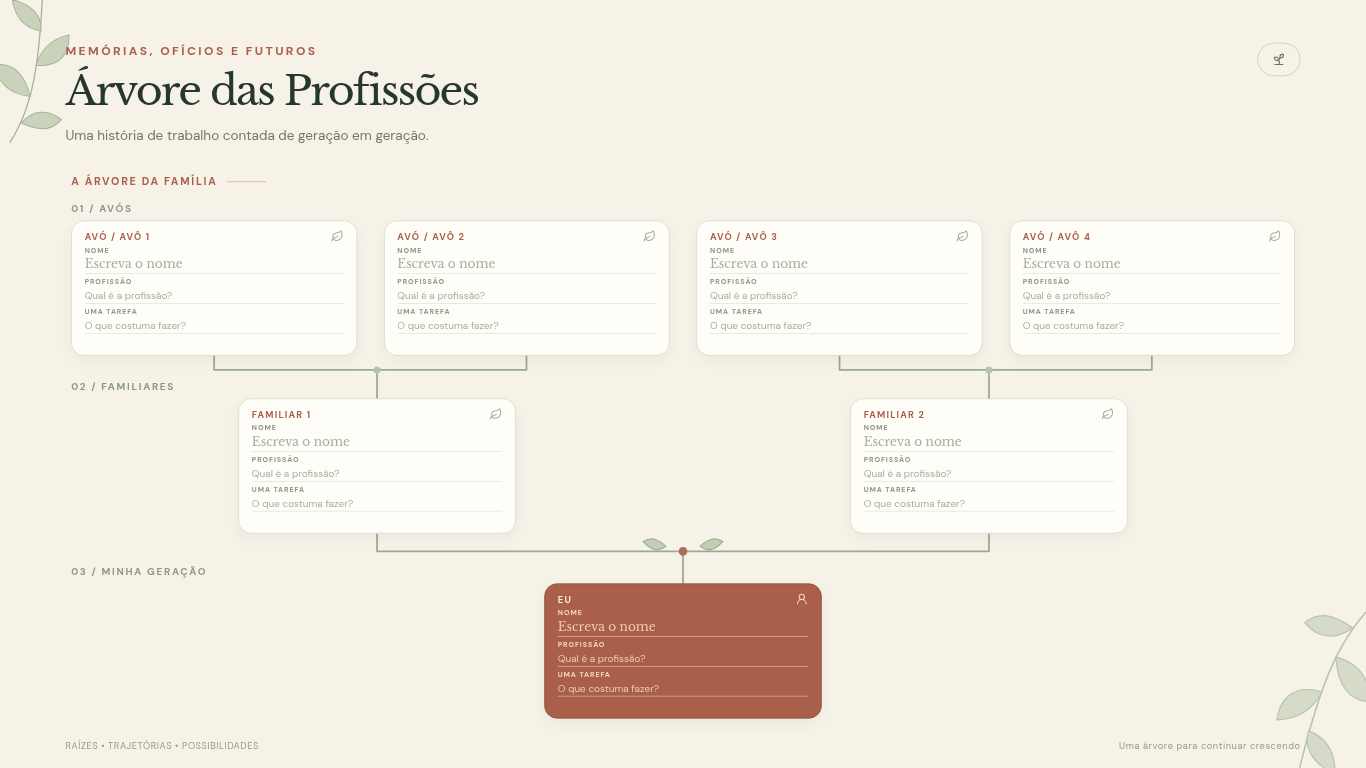 MEMÓRIAS, OFÍCIOS E FUTUROS
Árvore das Profissões
Uma história de trabalho contada de geração em geração.
A ÁRVORE DA FAMÍLIA
01 / AVÓS
AVÓ / AVÔ 1
NOME
Escreva o nome
PROFISSÃO
Qual é a profissão?
UMA TAREFA
O que costuma fazer?
AVÓ / AVÔ 2
NOME
Escreva o nome
PROFISSÃO
Qual é a profissão?
UMA TAREFA
O que costuma fazer?
AVÓ / AVÔ 3
NOME
Escreva o nome
PROFISSÃO
Qual é a profissão?
UMA TAREFA
O que costuma fazer?
AVÓ / AVÔ 4
NOME
Escreva o nome
PROFISSÃO
Qual é a profissão?
UMA TAREFA
O que costuma fazer?
02 / FAMILIARES
FAMILIAR 1
NOME
Escreva o nome
PROFISSÃO
Qual é a profissão?
UMA TAREFA
O que costuma fazer?
FAMILIAR 2
NOME
Escreva o nome
PROFISSÃO
Qual é a profissão?
UMA TAREFA
O que costuma fazer?
03 / MINHA GERAÇÃO
EU
NOME
Escreva o nome
PROFISSÃO
Qual é a profissão?
UMA TAREFA
O que costuma fazer?
RAÍZES • TRAJETÓRIAS • POSSIBILIDADES
Uma árvore para continuar crescendo